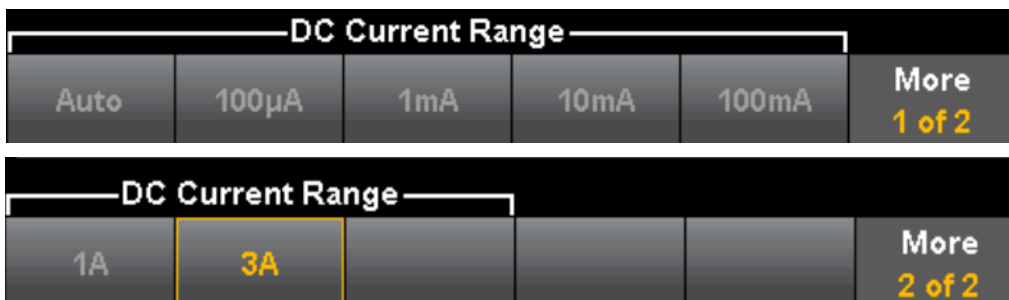 DC Current Range
Auto 100µA 1mA 10mA 100mA More
1 of 2
DC Current Range
1A 3A More
2 of 2